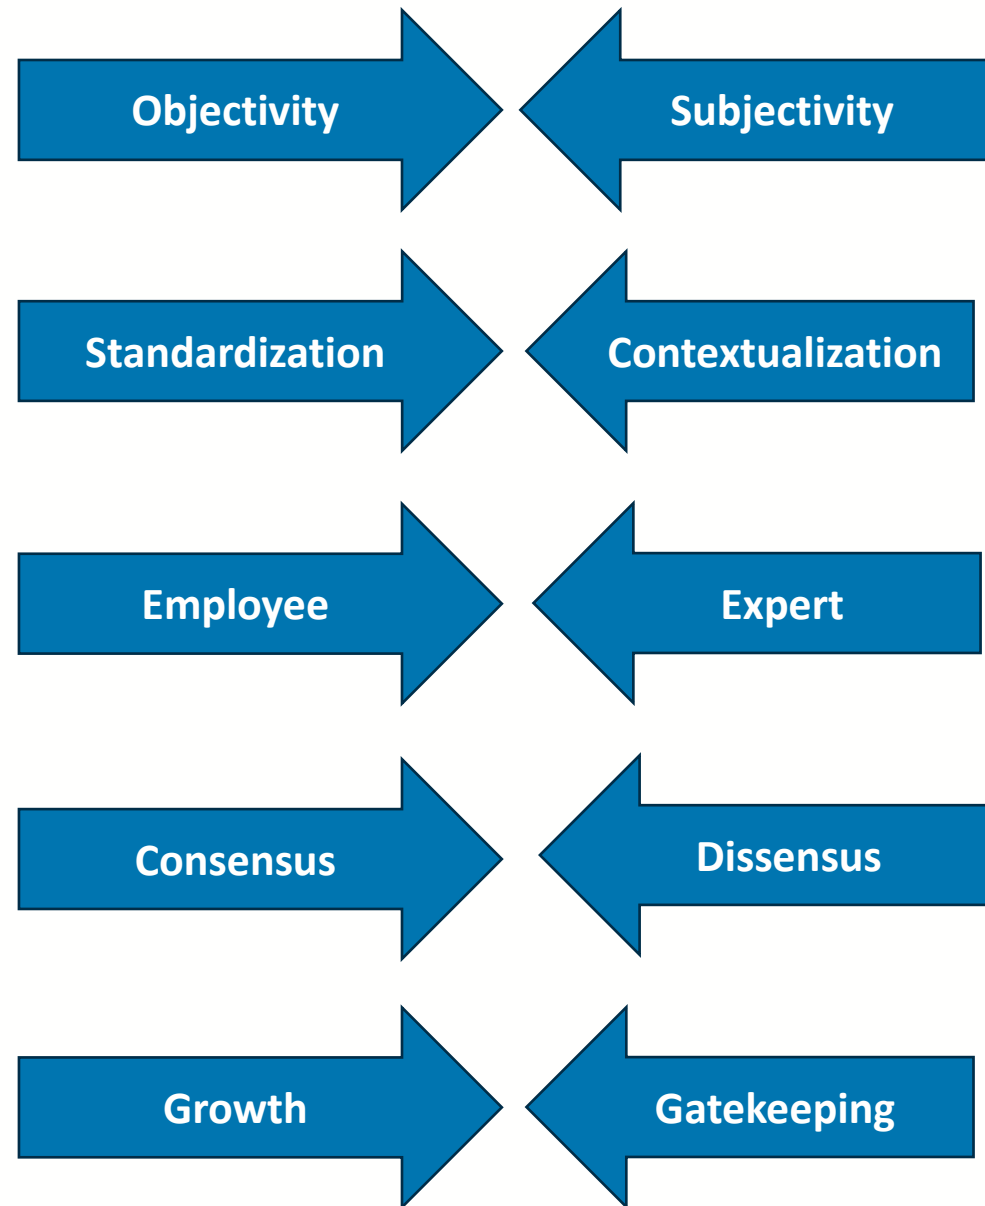 Objectivity
Subjectivity
Standardization
Contextualization
Employee
Expert
Consensus
Dissensus
Growth
Gatekeeping